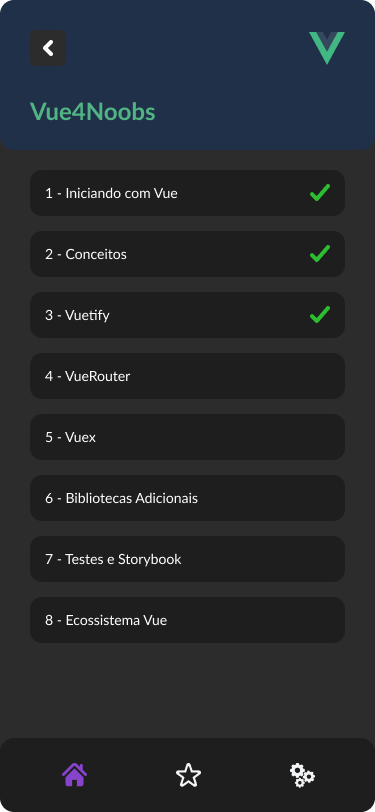 Vue4Noobs
1 - Iniciando com Vue
2 - Conceitos
3 - Vuetify
4 - VueRouter
5 - Vuex
6 - Bibliotecas Adicionais
7 - Testes e Storybook
8 - Ecossistema Vue